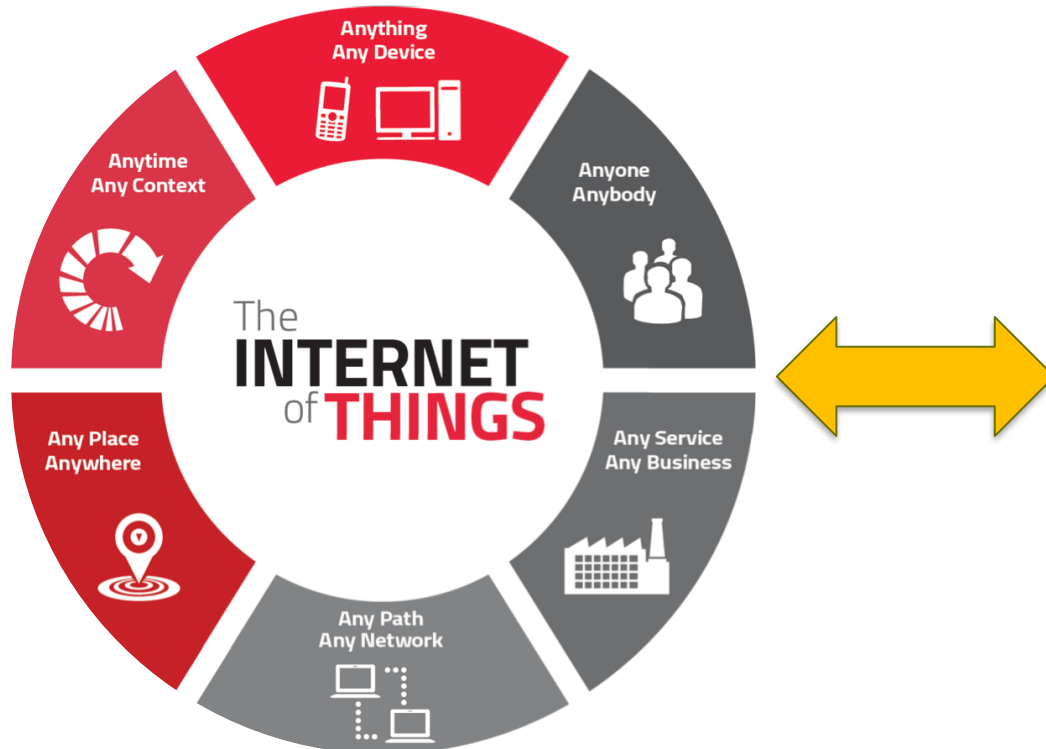 Anything
Any Device
Anyone
Anybody
Any Service
Any Business
Any Path
Any Network
Any Place
Anywhere
Anytime
Any Context
The
INTERNET
of THINGS